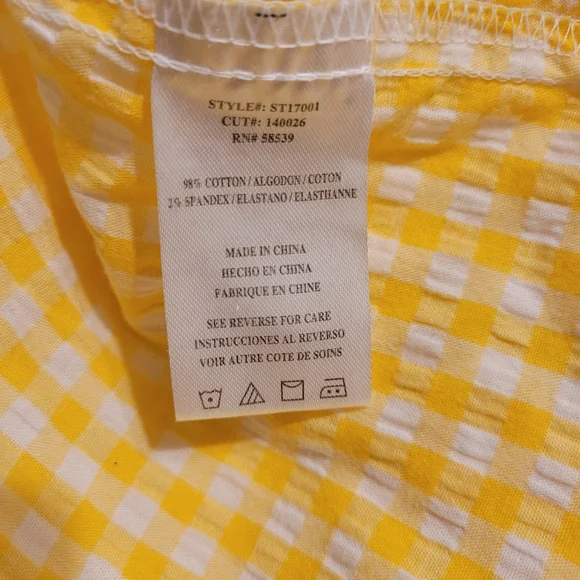 STYLE#: ST17001
CUT#: 140026
RN# 58539
98% COTTON / ALGODON / COTON
2% SPANDEX / ELASTANO / ELASTHANNE
MADE IN CHINA
HECHO EN CHINA
FABRIQUE EN CHINE
SEE REVERSE FOR CARE
INSTRUCCIONES AL REVERSO
VOIR AUTRE COTE DE SOINS